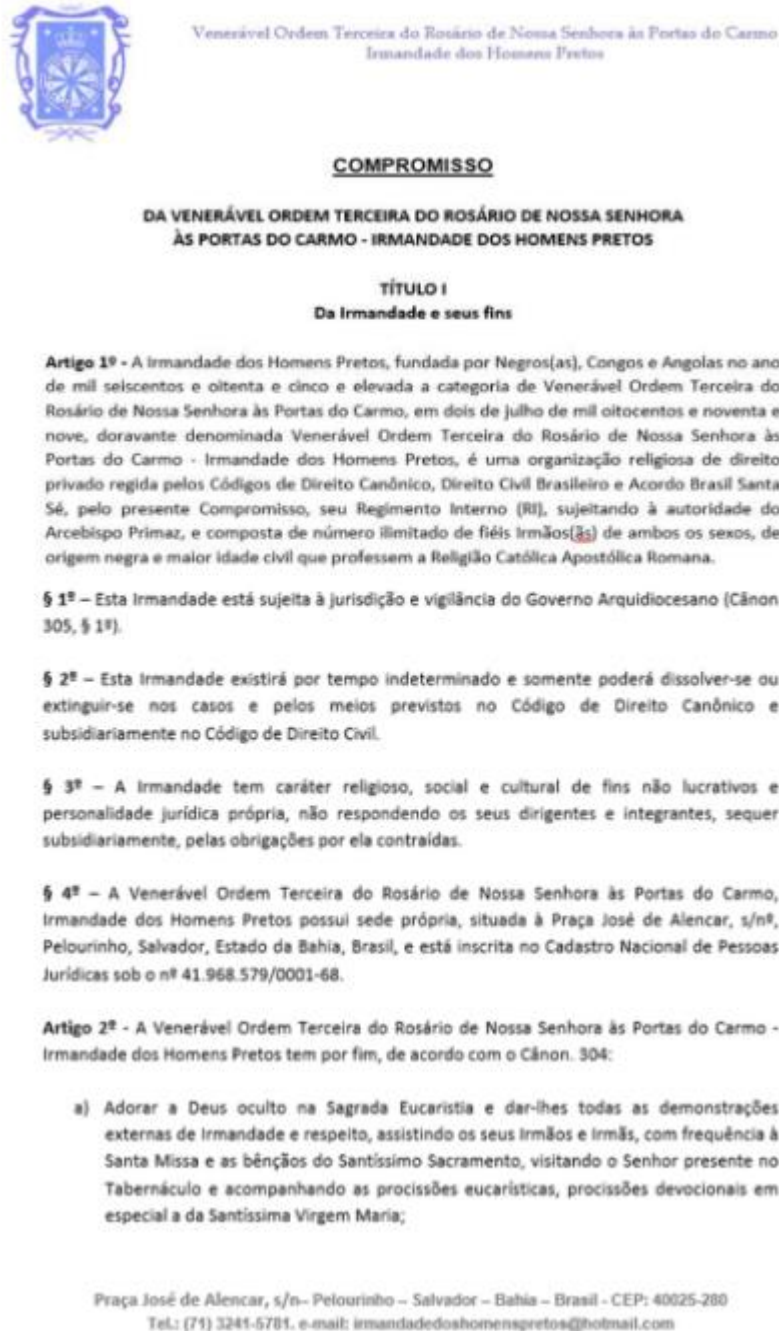 Venerável Ordem Terceira do Rosário de Nossa Senhora às Portas do Carmo
Irmandade dos Homens Pretos
COMPROMISSO
DA VENERÁVEL ORDEM TERCEIRA DO ROSÁRIO DE NOSSA SENHORA
ÀS PORTAS DO CARMO - IRMANDADE DOS HOMENS PRETOS
TÍTULO I
Da Irmandade e seus fins
Artigo 1º - A Irmandade dos Homens Pretos, fundada por Negros(as), Congos e Angolas no ano
de mil seiscentos e oitenta e cinco e elevada a categoria de Venerável Ordem Terceira do
Rosário de Nossa Senhora às Portas do Carmo, em dois de julho de mil oitocentos e noventa e
nove, doravante denominada Venerável Ordem Terceira do Rosário de Nossa Senhora às
Portas do Carmo - Irmandade dos Homens Pretos, é uma organização religiosa de direito
privado regida pelos Códigos de Direito Canônico, Direito Civil Brasileiro e Acordo Brasil Santa
Sé, pelo presente Compromisso, seu Regimento Interno (RI), sujeitando à autoridade do
Arcebispo Primaz, e composta de número ilimitado de fiéis Irmãos(ãs) de ambos os sexos, de
origem negra e maior idade civil que professem a Religião Católica Apostólica Romana.
§ 1º – Esta Irmandade está sujeita à jurisdição e vigilância do Governo Arquidiocesano (Cânon
305, § 1º).
§ 2º – Esta Irmandade existirá por tempo indeterminado e somente poderá dissolver-se ou
extinguir-se nos casos e pelos meios previstos no Código de Direito Canônico e
subsidiariamente no Código de Direito Civil.
§ 3º – A Irmandade tem caráter religioso, social e cultural de fins não lucrativos e
personalidade jurídica própria, não respondendo os seus dirigentes e integrantes, sequer
subsidiariamente, pelas obrigações por ela contraídas.
§ 4º – A Venerável Ordem Terceira do Rosário de Nossa Senhora às Portas do Carmo,
Irmandade dos Homens Pretos possui sede própria, situada à Praça José de Alencar, s/nº,
Pelourinho, Salvador, Estado da Bahia, Brasil, e está inscrita no Cadastro Nacional de Pessoas
Jurídicas sob o nº 41.968.579/0001-68.
Artigo 2º - A Venerável Ordem Terceira do Rosário de Nossa Senhora às Portas do Carmo -
Irmandade dos Homens Pretos tem por fim, de acordo com o Cânon. 304:
a) Adorar a Deus oculto na Sagrada Eucaristia e dar-lhes todas as demonstrações
externas de Irmandade e respeito, assistindo os seus Irmãos e Irmãs, com frequência à
Santa Missa e as bênçãos do Santíssimo Sacramento, visitando o Senhor presente no
Tabernáculo e acompanhando as procissões eucarísticas, procissões devocionais em
especial a da Santíssima Virgem Maria;
Praça José de Alencar, s/n– Pelourinho – Salvador – Bahia – Brasil - CEP: 40025-280
Tel.: (71) 3241-5781. e-mail: irmandadedoshomenspretos@hotmail.com